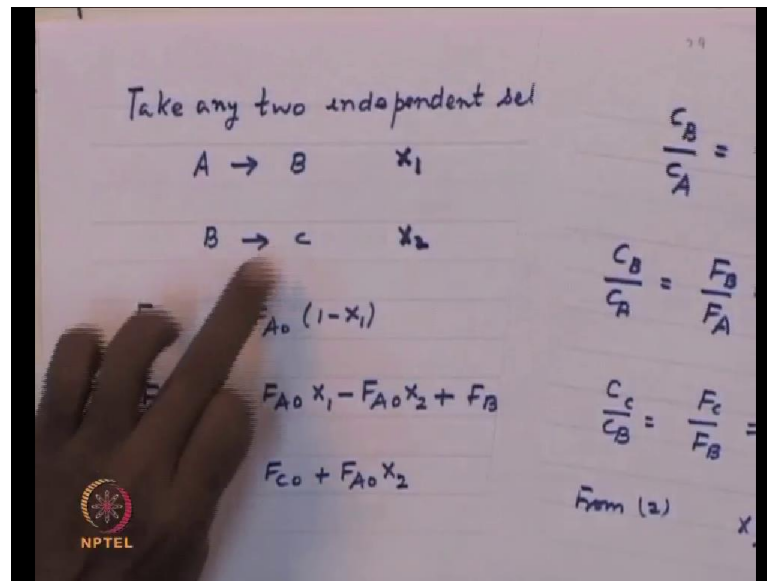 Take any two independent set
A → B X1
B → C X2
FA0 (1-X1)
FA0 X1 - FA0 X2 + FB
FC0 + FA0 X2
CB/CA =
CB/CA = FB/FA =
CC/CB = FC/FB =
From (2) X
NPTEL